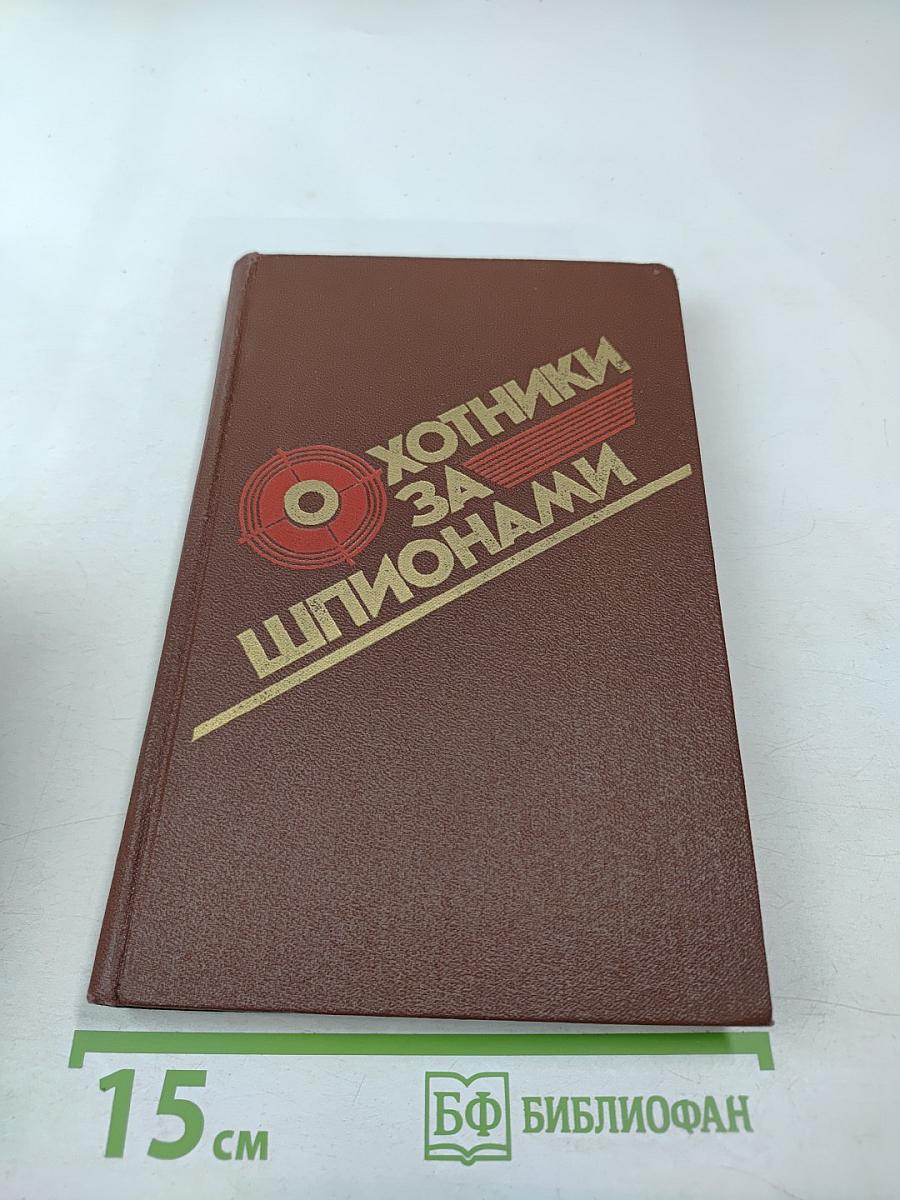 ОХОТНИКИ
ЗА
ШПИОНАМИ
15 см
БФ БИБЛИОФАН